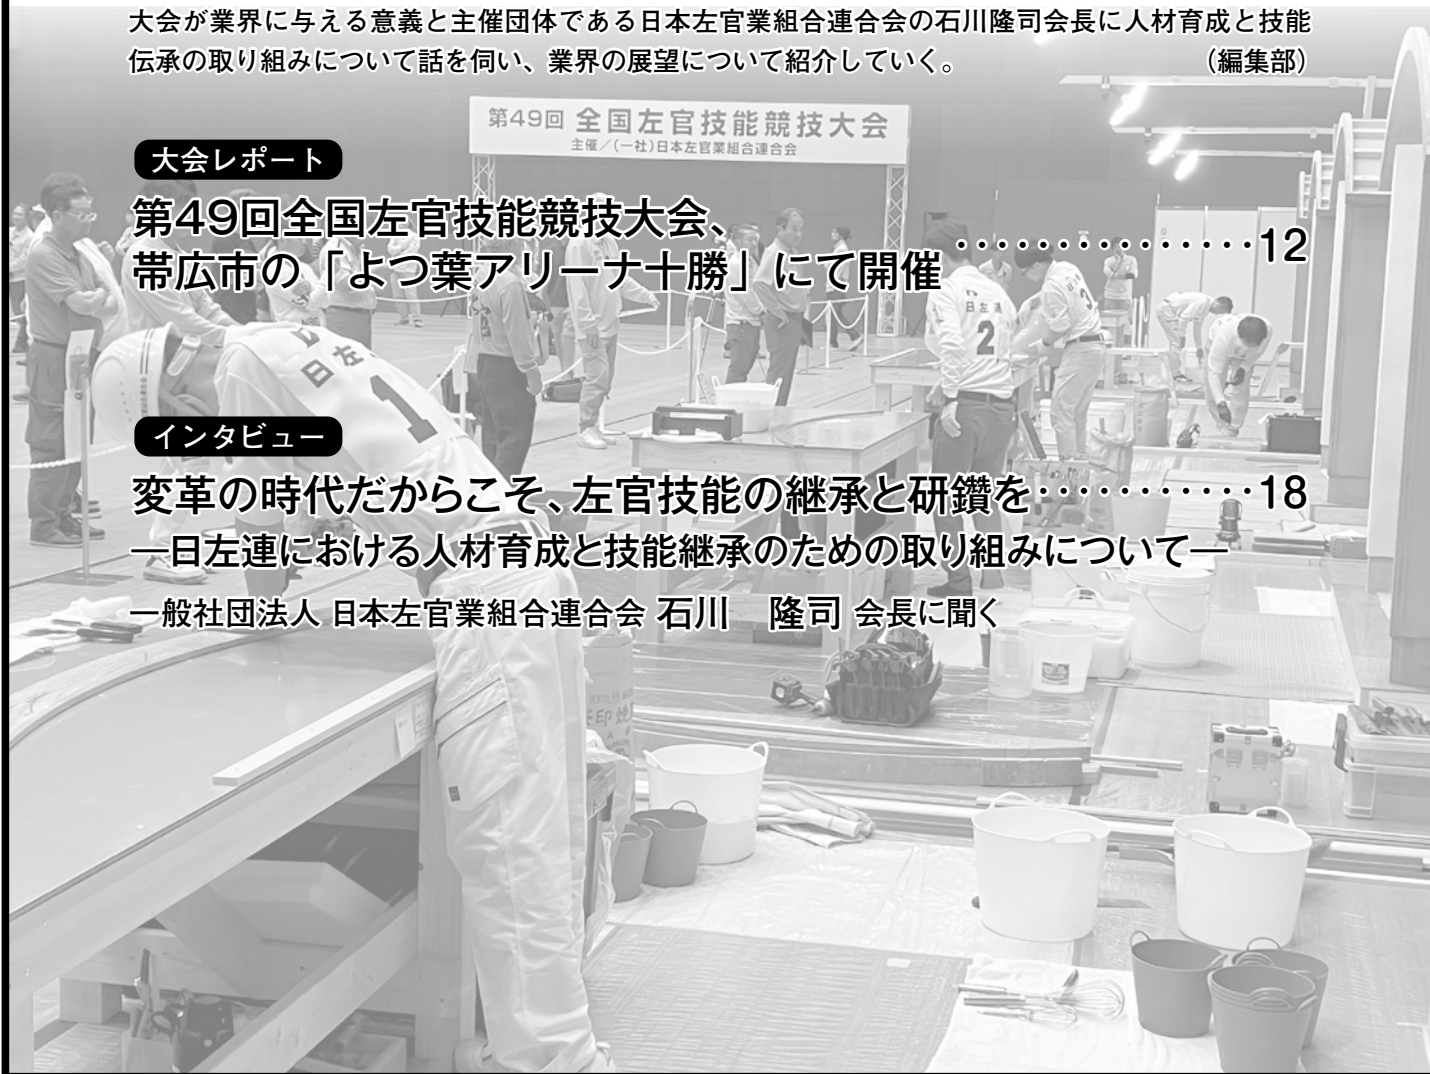 大会が業界に与える意義と主催団体である日本左官業組合連合会の石川隆司会長に人材育成と技能
伝承の取り組みについて話を伺い、業界の展望について紹介していく。 (編集部)
第49回 全国左官技能競技大会
主催/(一社)日本左官業組合連合会
大会レポート
第49回全国左官技能競技大会、
帯広市の「よつ葉アリーナ十勝」にて開催 ···············12
日左連
2
3
日左
1
インタビュー
変革の時代だからこそ、左官技能の継承と研鑽を···········18
―日左連における人材育成と技能継承のための取り組みについて―
一般社団法人 日本左官業組合連合会 石川　隆司 会長に聞く